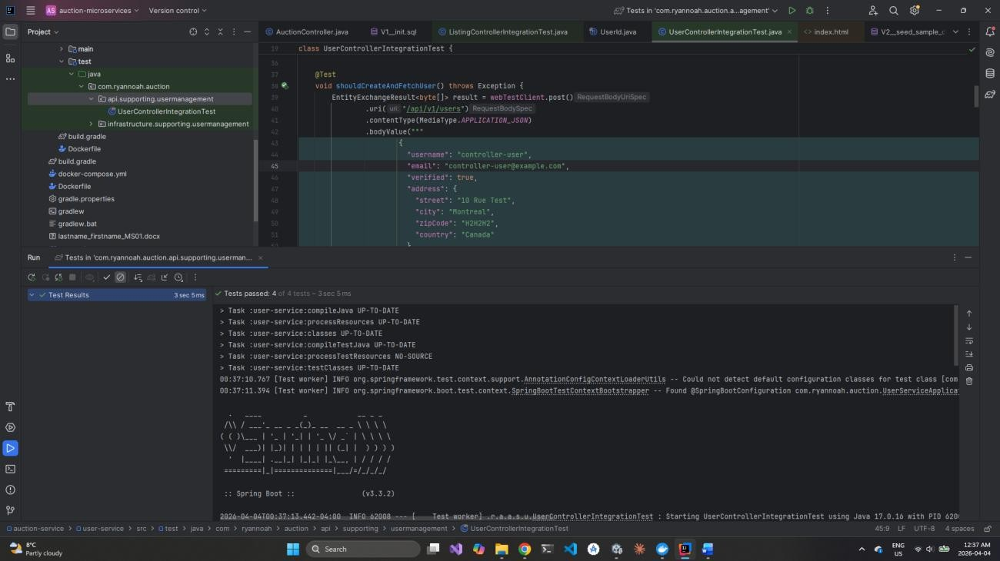 AS auction-microservices
Version control
Tests in 'com.ryannoah.auction.a...agement'
Project
AuctionController.java
V1__init.sql
ListingControllerIntegrationTest.java
UserId.java
UserControllerIntegrationTest.java
index.html
V2__seed_sample_
main
test
java
com.ryannoah.auction
api.supporting.usermanagement
UserControllerIntegrationTest
infrastructure.supporting.usermanagement
build.gradle
Dockerfile
build.gradle
docker-compose.yml
Dockerfile
gradle.properties
gradlew
gradlew.bat
lastname_firstname_MS01.docx
19 class UserControllerIntegrationTest {
36
37 @Test
38 void shouldCreateAndFetchUser() throws Exception {
39 EntityExchangeResult<byte[]> result = webTestClient.post() RequestBodyUriSpec
40 .uri( uri: "/api/v1/users") RequestBodySpec
41 .contentType(MediaType.APPLICATION_JSON)
42 .bodyValue("""
43 {
44 "username": "controller-user",
45 "email": "controller-user@example.com",
46 "verified": true,
47 "address": {
48 "street": "10 Rue Test",
49 "city": "Montreal",
50 "zipCode": "H2H2H2",
51 "country": "Canada"
Run
Tests in 'com.ryannoah.auction.api.supporting.userman...
Test Results 3 sec 5 ms
Tests passed: 4 of 4 tests – 3 sec 5 ms
> Task :user-service:compileJava UP-TO-DATE
> Task :user-service:processResources UP-TO-DATE
> Task :user-service:classes UP-TO-DATE
> Task :user-service:compileTestJava UP-TO-DATE
> Task :user-service:processTestResources NO-SOURCE
> Task :user-service:testClasses UP-TO-DATE
00:37:10.767 [Test worker] INFO org.springframework.test.context.support.AnnotationConfigContextLoaderUtils -- Could not detect default configuration classes for test class [com
00:37:11.394 [Test worker] INFO org.springframework.boot.test.context.SpringBootTestContextBootstrapper -- Found @SpringBootConfiguration com.ryannoah.auction.UserServiceApplica
:: Spring Boot :: (v3.3.2)
2026-04-04T00:37:13.442-04:00 INFO 62008 --- [ Test worker] .r.a.a.s.u.UserControllerIntegrationTest : Starting UserControllerIntegrationTest using Java 17.0.16 with PID 620
auction-service > user-service > src > test > java > com > ryannoah > auction > api > supporting > usermanagement > UserControllerIntegrationTest
45:9 LF UTF-8 4 spaces
8°C
Partly cloudy
Search
ENG
US
12:37 AM
2026-04-04